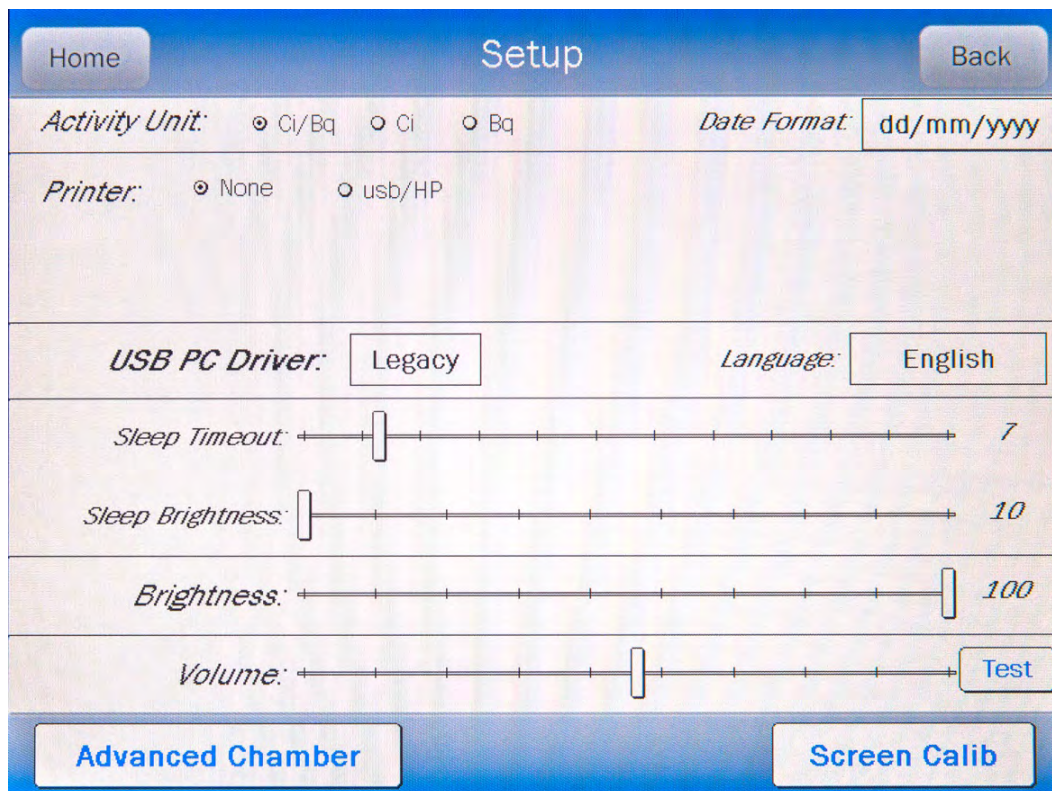 Home Setup Back
Activity Unit: Ci/Bq Ci Bq Date Format: dd/mm/yyyy
Printer: None usb/HP
USB PC Driver: Legacy Language: English
Sleep Timeout: 7
Sleep Brightness: 10
Brightness: 100
Volume: Test
Advanced Chamber Screen Calib